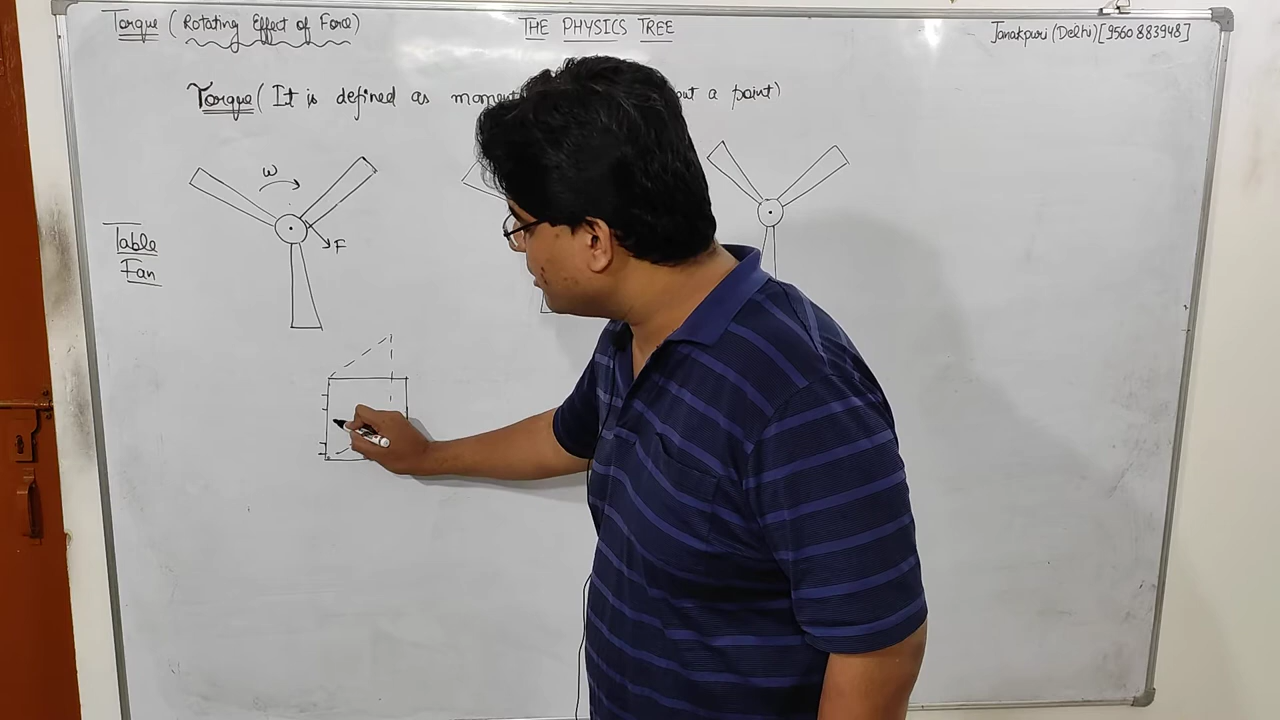 Torque (Rotating Effect of Force)
THE PHYSICS TREE
Janakpuri (Delhi) [9560 883948]
Torque (It is defined as moment a point)
ω
F
Table
Fan